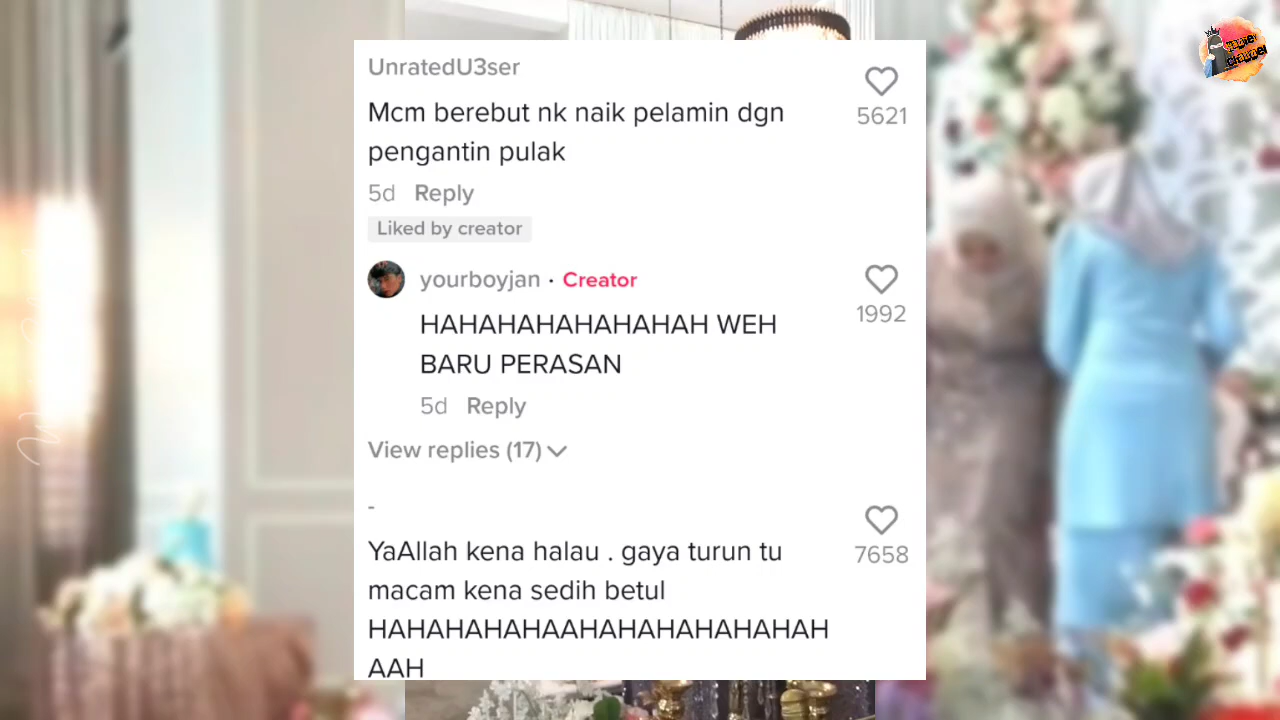 UnratedU3ser
5621
Mcm berebut nk naik pelamin dgn
pengantin pulak
5d Reply
Liked by creator
yourboyjan · Creator
1992
HAHAHAHAHAHAHAH WEH
BARU PERASAN
5d Reply
View replies (17)
-
7658
YaAllah kena halau . gaya turun tu
macam kena sedih betul
HAHAHAHAHAAHAHAHAHAHAHAH
AAH